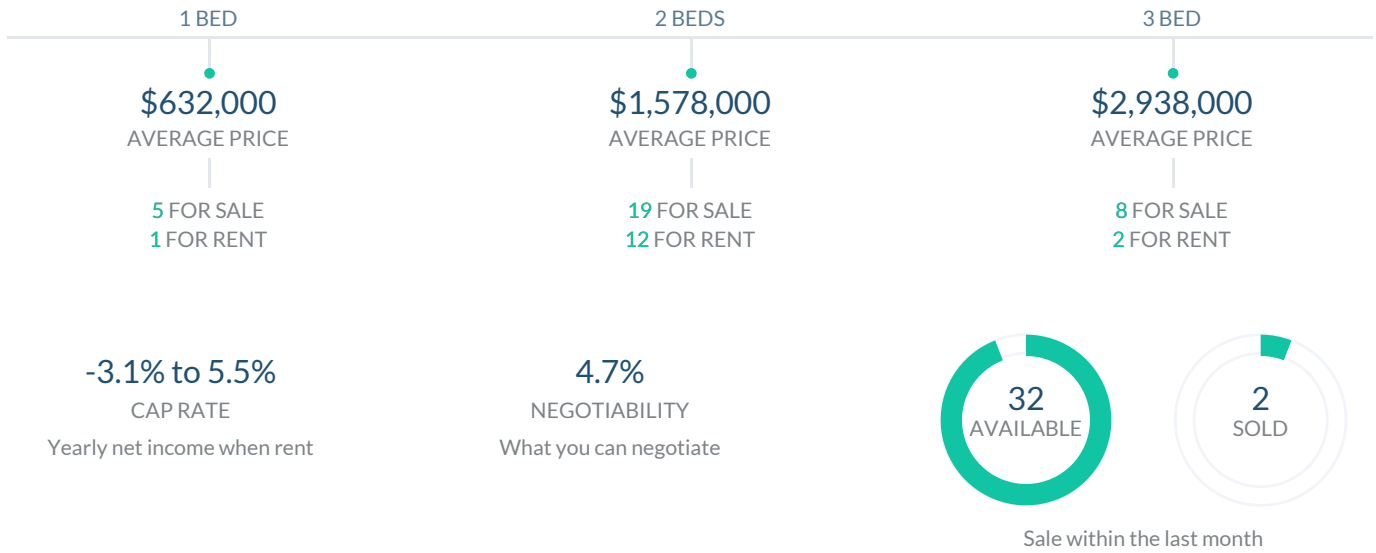 1 BED
2 BEDS
3 BED
$632,000
AVERAGE PRICE
5 FOR SALE
1 FOR RENT
$1,578,000
AVERAGE PRICE
19 FOR SALE
12 FOR RENT
$2,938,000
AVERAGE PRICE
8 FOR SALE
2 FOR RENT
-3.1% to 5.5%
CAP RATE
Yearly net income when rent
4.7%
NEGOTIABILITY
What you can negotiate
32
AVAILABLE
2
SOLD
Sale within the last month